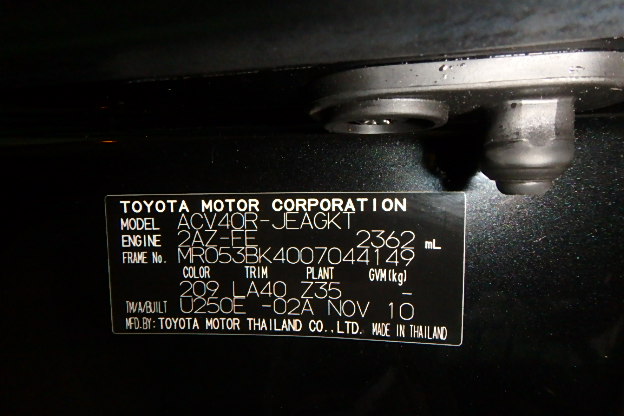 TOYOTA MOTOR CORPORATION
MODEL ACV40R-JEAGKT
ENGINE 2AZ-FE 2362 mL
FRAME No. MR053BK4007044149
COLOR TRIM PLANT GVM(kg)
209 LA40 Z35 -
TM/A/BUILT U250E -02A NOV 10
MFD.BY: TOYOTA MOTOR THAILAND CO.,LTD. MADE IN THAILAND